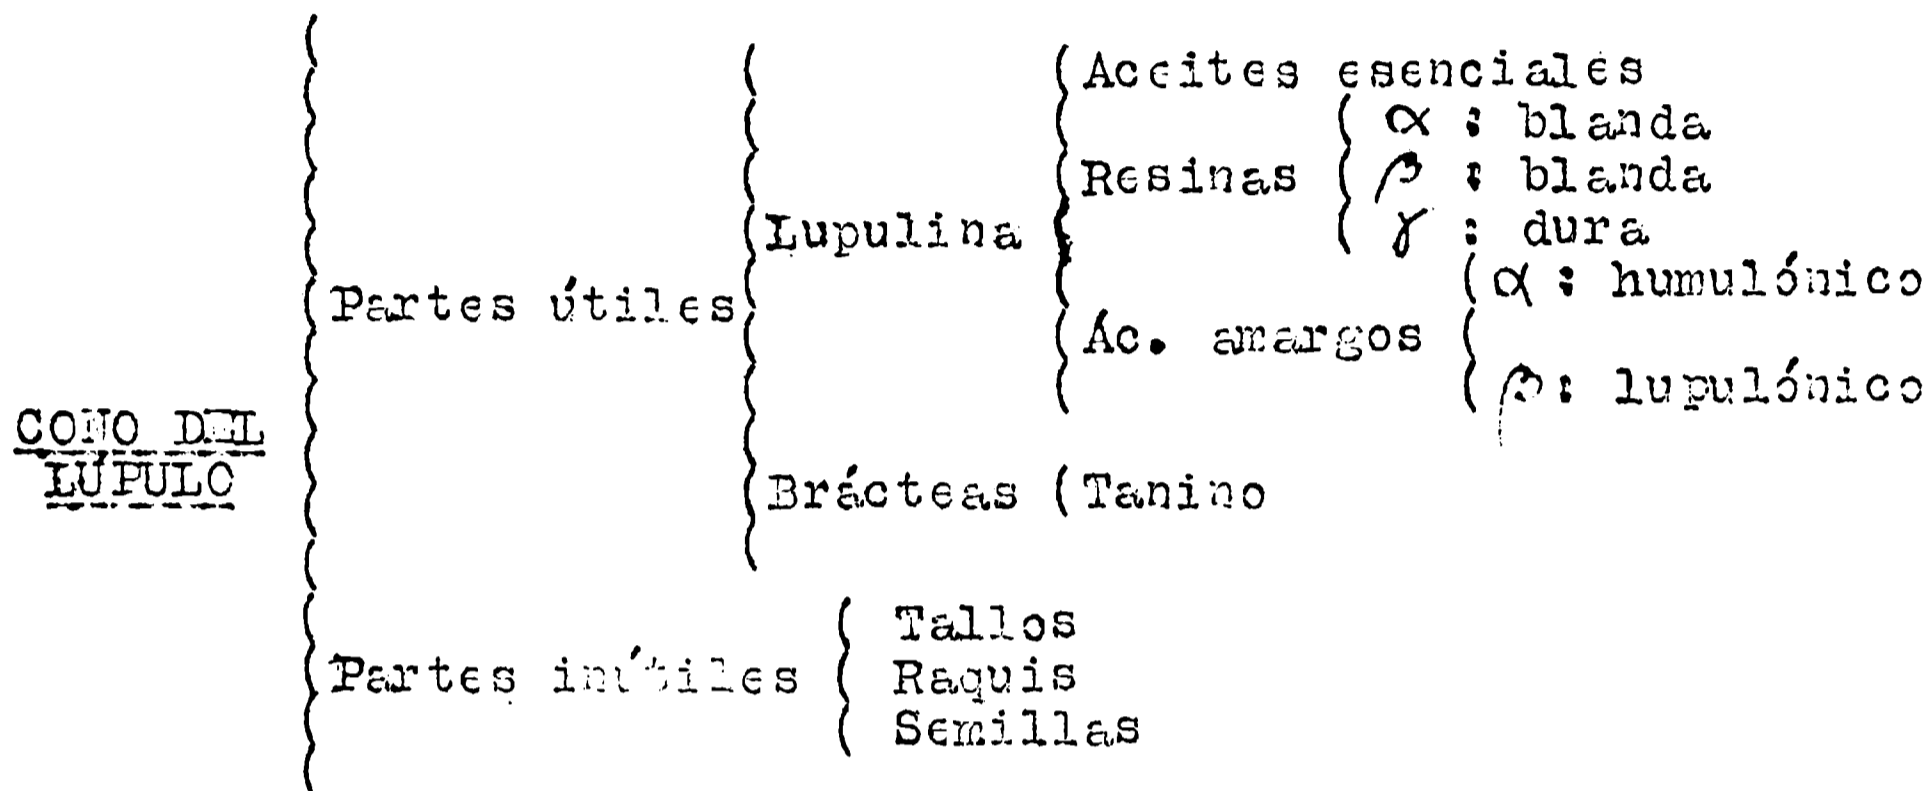 Aceites esenciales
α : blanda
Resinas β : blanda
γ : dura
Lupulina
α : humulónico
Partes útiles
Ác. amargos
β : lupulónico
CONO DEL
LÚPULO
Brácteas Tanino
Tallos
Partes inútiles Raquis
Semillas